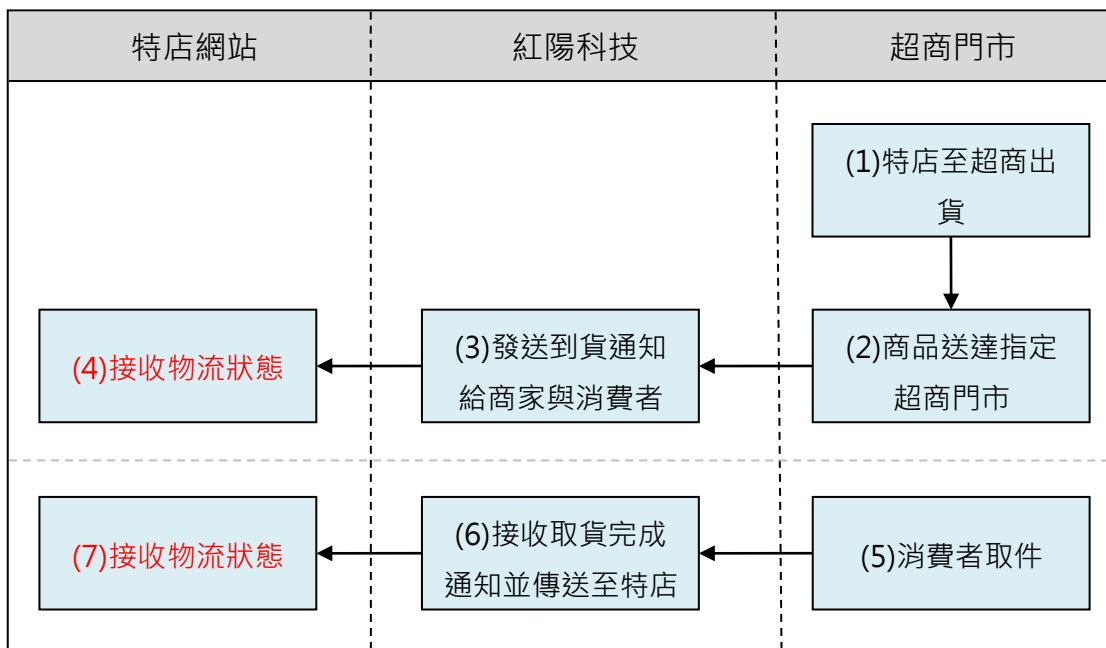 特店網站
紅陽科技
超商門市
(1)特店至超商出
貨
(4)接收物流狀態
(3)發送到貨通知
給商家與消費者
(2)商品送達指定
超商門市
(7)接收物流狀態
(6)接收取貨完成
通知並傳送至特店
(5)消費者取件